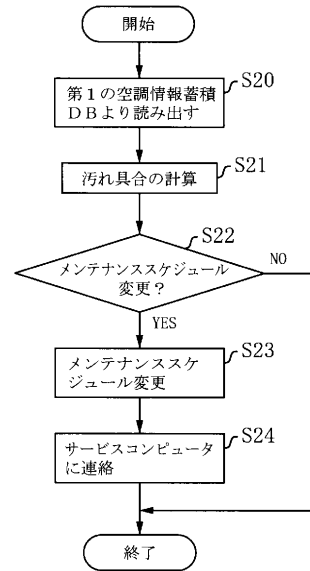 開始
第1の空調情報蓄積
DBより読み出す
S20
汚れ具合の計算
S21
メンテナンススケジュール
変更?
S22
NO
YES
メンテナンススケ
ジュール変更
S23
サービスコンピュータ
に連絡
S24
終了